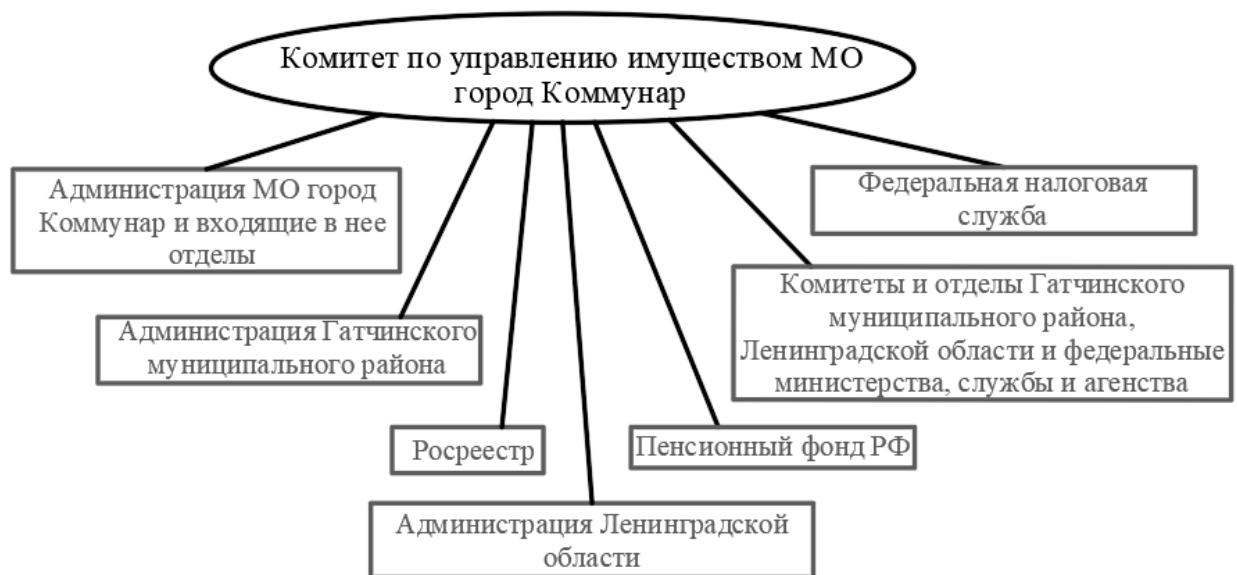 Комитет по управлению имуществом МО
город Коммунар
Администрация МО город
Коммунар и входящие в нее
отделы
Федеральная налоговая
служба
Администрация Гатчинского
муниципального района
Комитеты и отделы Гатчинского
муниципального района,
Ленинградской области и федеральные
министерства, службы и агенства
Росреестр
Пенсионный фонд РФ
Администрация Ленинградской
области